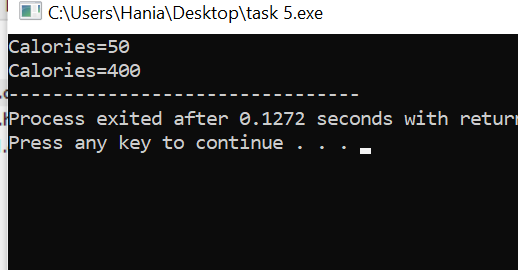 C:\Users\Hania\Desktop\task 5.exe
Calories=50
Calories=400
--------------------------------
Process exited after 0.1272 seconds with return
Press any key to continue . . .